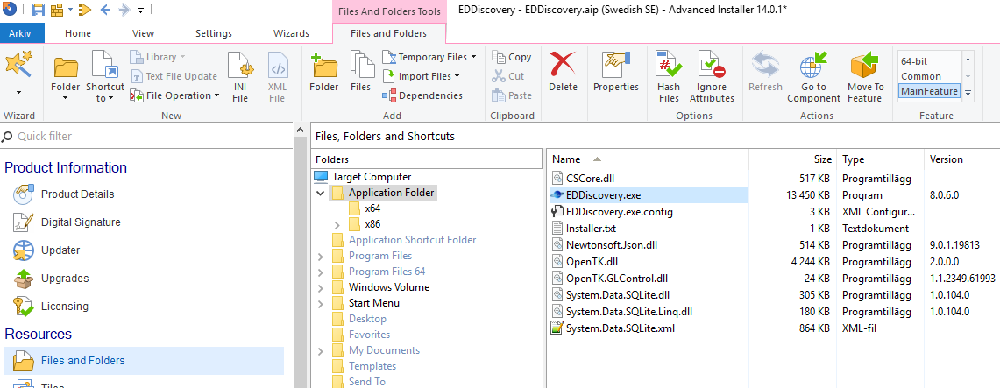 Files And Folders Tools
EDDiscovery - EDDiscovery.aip (Swedish SE) - Advanced Installer 14.0.1*
Arkiv Home View Settings Wizards Files and Folders
Wizard
Folder Shortcut to Library Text File Update File Operation INI File XML File
New
Folder Files Temporary Files Import Files Dependencies
Add
Copy Cut Paste
Clipboard
Delete
Properties
Hash Files Ignore Attributes
Options
Refresh Go to Component Move To Feature
Actions
64-bit
Common
MainFeature
Feature
Quick filter
Product Information
Product Details
Digital Signature
Updater
Upgrades
Licensing
Resources
Files and Folders
Files, Folders and Shortcuts
Folders
Target Computer
Application Folder
x64
x86
Application Shortcut Folder
Program Files
Program Files 64
Windows Volume
Start Menu
Desktop
Favorites
My Documents
Templates
Send To
Name Size Type Version
CSCore.dll 517 KB Programtillägg
EDDiscovery.exe 13 450 KB Program 8.0.6.0
EDDiscovery.exe.config 3 KB XML Configur...
Installer.txt 1 KB Textdokument
Newtonsoft.Json.dll 514 KB Programtillägg 9.0.1.19813
OpenTK.dll 4 244 KB Programtillägg 2.0.0.0
OpenTK.GLControl.dll 24 KB Programtillägg 1.1.2349.61993
System.Data.SQLite.dll 305 KB Programtillägg 1.0.104.0
System.Data.SQLite.Linq.dll 180 KB Programtillägg 1.0.104.0
System.Data.SQLite.xml 864 KB XML-fil